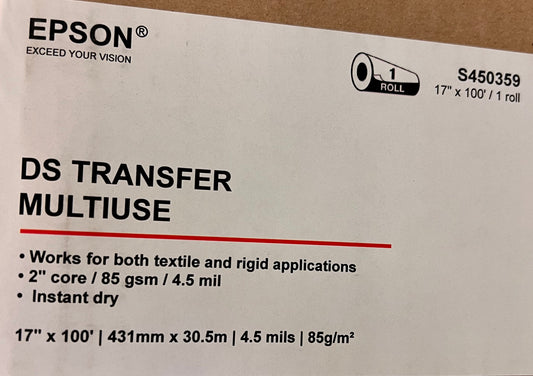 EPSON®
EXCEED YOUR VISION
1
ROLL
S450359
17" x 100' / 1 roll
DS TRANSFER
MULTIUSE
• Works for both textile and rigid applications
• 2" core / 85 gsm / 4.5 mil
• Instant dry
17" x 100' | 431mm x 30.5m | 4.5 mils | 85g/m²